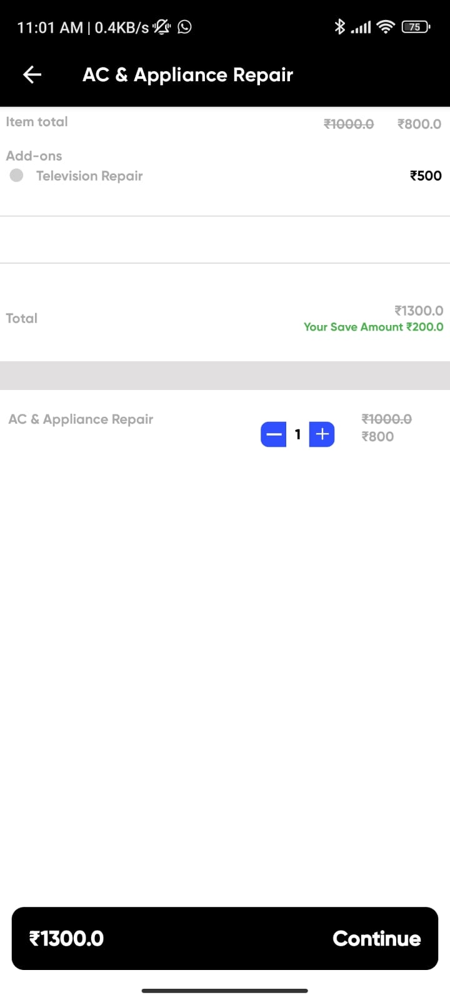 11:01 AM | 0.4KB/s 75
AC & Appliance Repair
Item total ₹1000.0 ₹800.0
Add-ons
Television Repair ₹500
₹1300.0
Total
Your Save Amount ₹200.0
AC & Appliance Repair ₹1000.0
1
₹800
₹1300.0 Continue